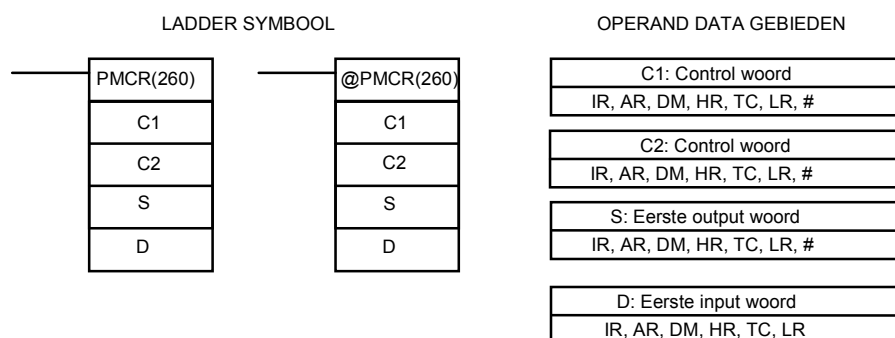 LADDER SYMBOOL
PMCR(260)
C1
C2
S
D
@PMCR(260)
C1
C2
S
D
OPERAND DATA GEBIEDEN
C1: Control woord
IR, AR, DM, HR, TC, LR, #
C2: Control woord
IR, AR, DM, HR, TC, LR, #
S: Eerste output woord
IR, AR, DM, HR, TC, LR, #
D: Eerste input woord
IR, AR, DM, HR, TC, LR